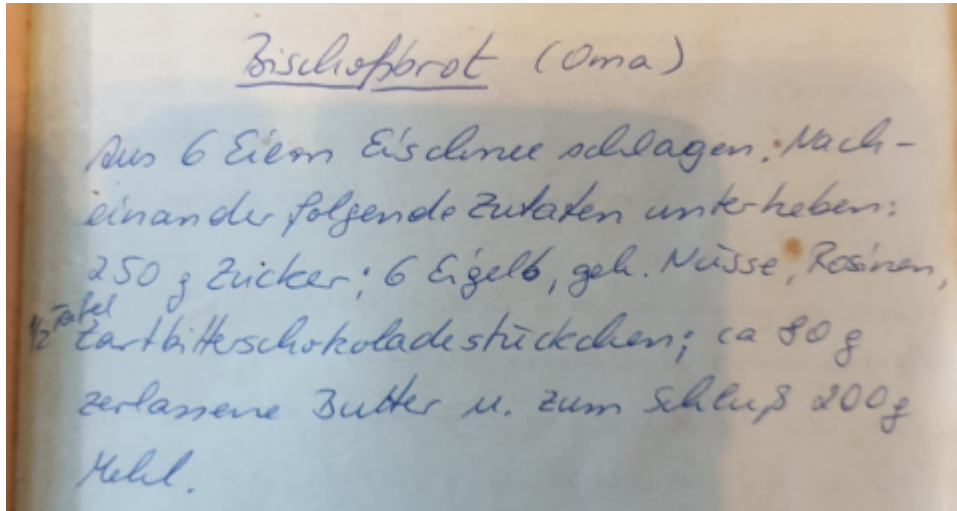 Bischofsbrot (Oma)
Aus 6 Eiern Eischnee schlagen. Nach-
einander folgende Zutaten unterheben:
250 g Zucker; 6 Eigelb, geh. Nüsse, Rosinen,
1/2 Tafel Zartbitterschokoladestückchen; ca 80 g
zerlassene Butter u. zum Schluß 200g
Mehl.